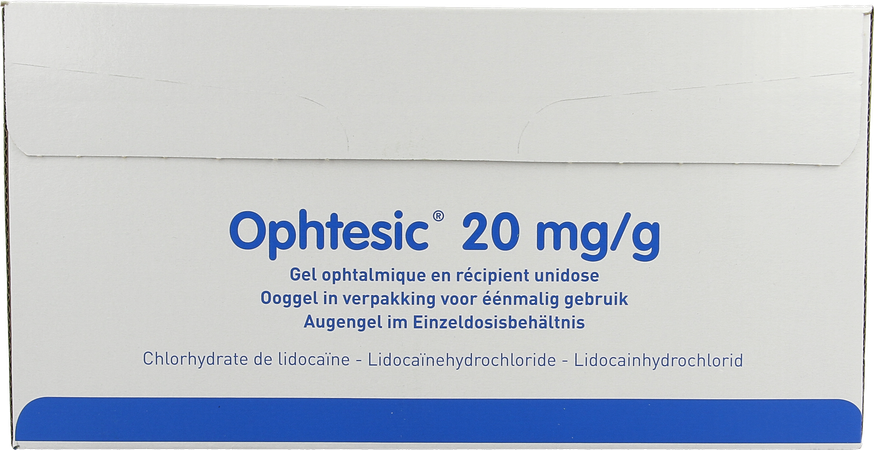 Ophtesic® 20 mg/g
Gel ophtalmique en récipient unidose
Ooggel in verpakking voor éénmalig gebruik
Augengel im Einzeldosisbehältnis
Chlorhydrate de lidocaïne - Lidocaïnehydrochloride - Lidocainhydrochlorid